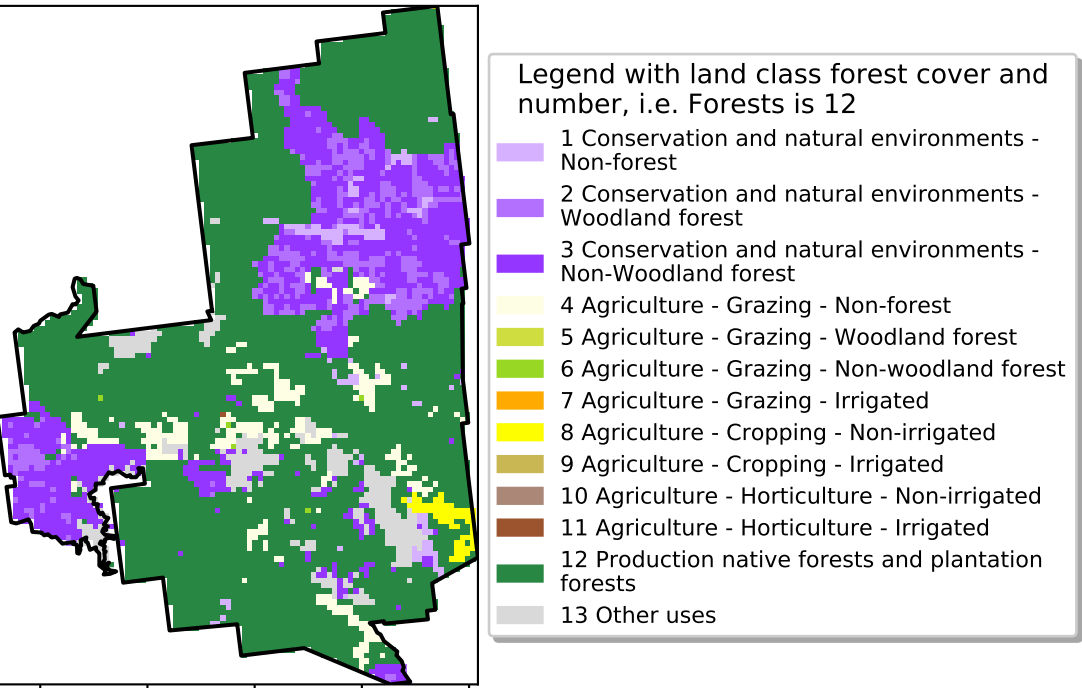 Legend with land class forest cover and
number, i.e. Forests is 12
1 Conservation and natural environments -
Non-forest
2 Conservation and natural environments -
Woodland forest
3 Conservation and natural environments -
Non-Woodland forest
4 Agriculture - Grazing - Non-forest
5 Agriculture - Grazing - Woodland forest
6 Agriculture - Grazing - Non-woodland forest
7 Agriculture - Grazing - Irrigated
8 Agriculture - Cropping - Non-irrigated
9 Agriculture - Cropping - Irrigated
10 Agriculture - Horticulture - Non-irrigated
11 Agriculture - Horticulture - Irrigated
12 Production native forests and plantation
forests
13 Other uses